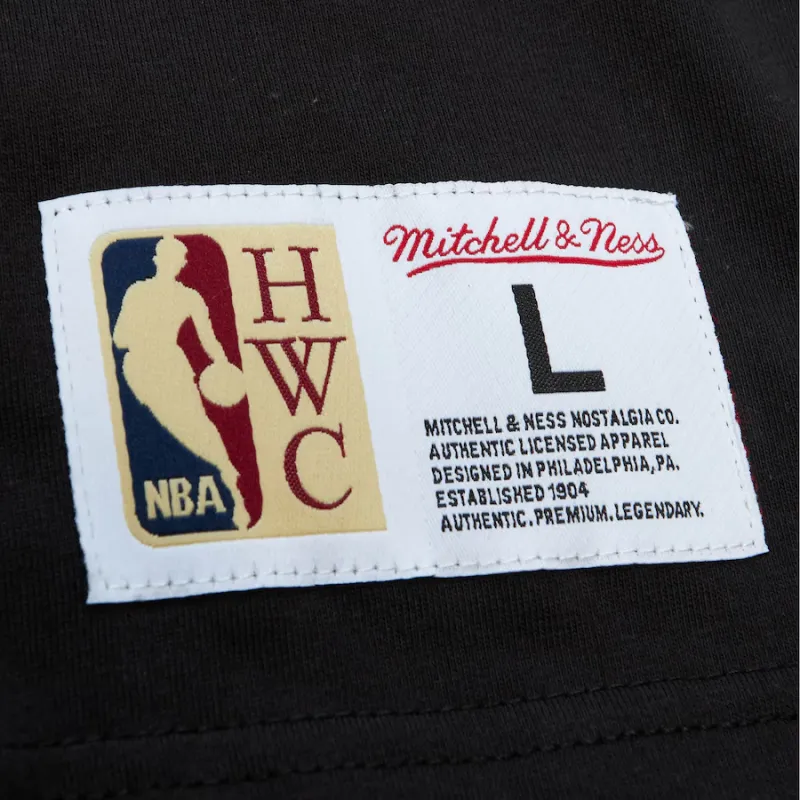 NBA
H
W
C
Mitchell & Ness
L
MITCHELL & NESS NOSTALGIA CO.
AUTHENTIC LICENSED APPAREL
DESIGNED IN PHILADELPHIA, PA.
ESTABLISHED 1904
AUTHENTIC. PREMIUM. LEGENDARY.